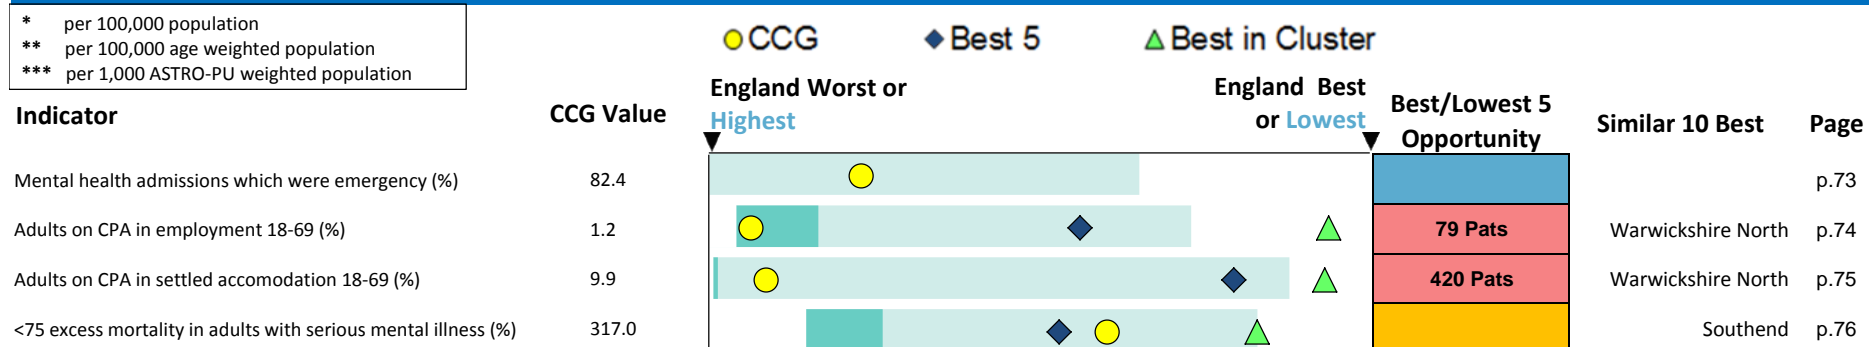 * per 100,000 population
** per 100,000 age weighted population
*** per 1,000 ASTRO-PU weighted population
CCG Best 5 Best in Cluster
Indicator
CCG Value
England Worst or
Highest
England Best
or Lowest
Best/Lowest 5
Opportunity
Similar 10 Best
Page
Mental health admissions which were emergency (%) 82.4 p.73
Adults on CPA in employment 18-69 (%) 1.2 79 Pats Warwickshire North p.74
Adults on CPA in settled accomodation 18-69 (%) 9.9 420 Pats Warwickshire North p.75
<75 excess mortality in adults with serious mental illness (%) 317.0 Southend p.76